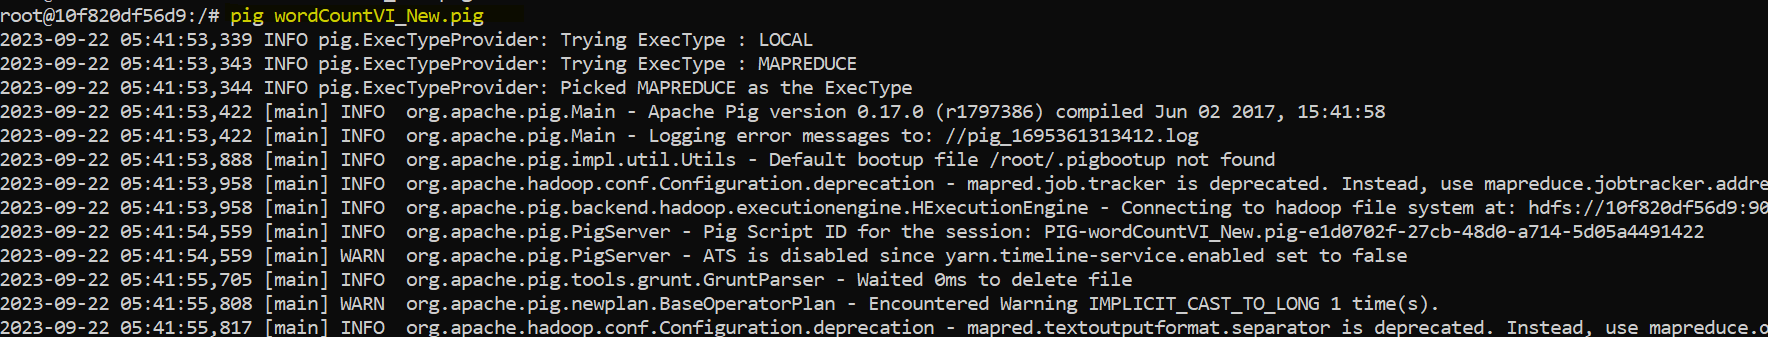 root@10f820df56d9:/# pig wordCountVI_New.pig
2023-09-22 05:41:53,339 INFO pig.ExecTypeProvider: Trying ExecType : LOCAL
2023-09-22 05:41:53,343 INFO pig.ExecTypeProvider: Trying ExecType : MAPREDUCE
2023-09-22 05:41:53,344 INFO pig.ExecTypeProvider: Picked MAPREDUCE as the ExecType
2023-09-22 05:41:53,422 [main] INFO  org.apache.pig.Main - Apache Pig version 0.17.0 (r1797386) compiled Jun 02 2017, 15:41:58
2023-09-22 05:41:53,422 [main] INFO  org.apache.pig.Main - Logging error messages to: //pig_1695361313412.log
2023-09-22 05:41:53,888 [main] INFO  org.apache.pig.impl.util.Utils - Default bootup file /root/.pigbootup not found
2023-09-22 05:41:53,958 [main] INFO  org.apache.hadoop.conf.Configuration.deprecation - mapred.job.tracker is deprecated. Instead, use mapreduce.jobtracker.addre
2023-09-22 05:41:53,958 [main] INFO  org.apache.pig.backend.hadoop.executionengine.HExecutionEngine - Connecting to hadoop file system at: hdfs://10f820df56d9:90
2023-09-22 05:41:54,559 [main] INFO  org.apache.pig.PigServer - Pig Script ID for the session: PIG-wordCountVI_New.pig-e1d0702f-27cb-48d0-a714-5d05a4491422
2023-09-22 05:41:54,559 [main] WARN  org.apache.pig.PigServer - ATS is disabled since yarn.timeline-service.enabled set to false
2023-09-22 05:41:55,705 [main] INFO  org.apache.pig.tools.grunt.GruntParser - Waited 0ms to delete file
2023-09-22 05:41:55,808 [main] WARN  org.apache.pig.newplan.BaseOperatorPlan - Encountered Warning IMPLICIT_CAST_TO_LONG 1 time(s).
2023-09-22 05:41:55,817 [main] INFO  org.apache.hadoop.conf.Configuration.deprecation - mapred.textoutputformat.separator is deprecated. Instead, use mapreduce.o